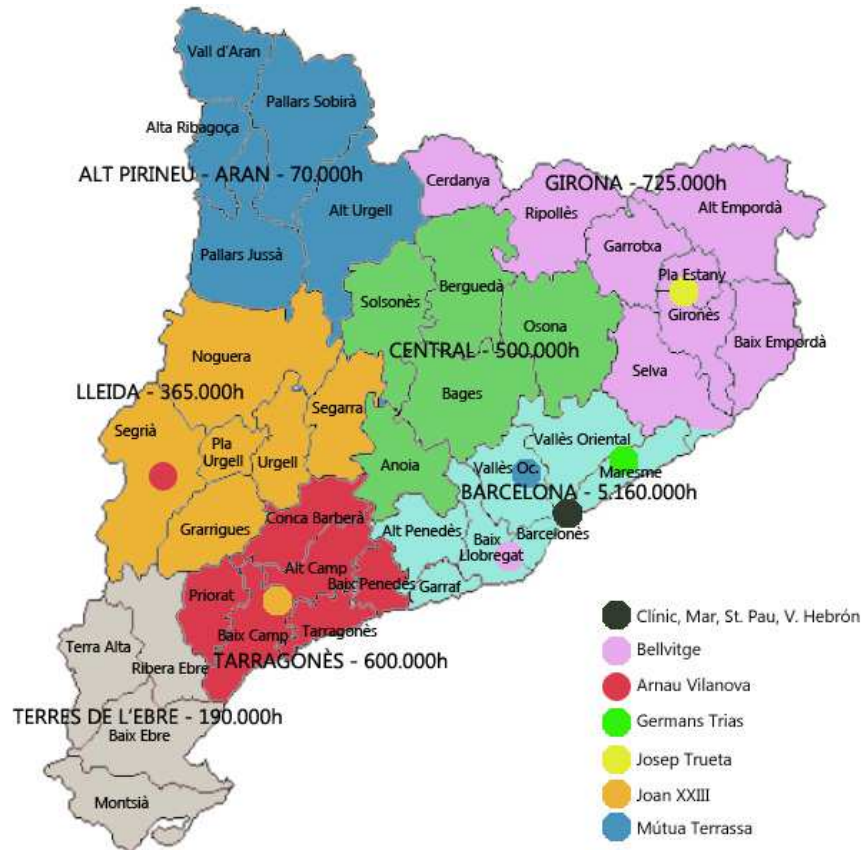 Vall d'Aran
Pallars Sobirà
Alta Ribagoça
ALT PIRINEU - ARAN - 70.000h
Cerdanya
GIRONA - 725.000h
Ripollès
Alt Empordà
Alt Urgell
Garrotxa
Pallars Jussà
Pla Estany
Berguedà
Solsonès
Gironès
Osona
Baix Empordà
Noguera
CENTRAL - 500.000h
Selva
LLEIDA - 365.000h
Bages
Segarra
Segrià
Pla
Urgell
Urgell
Vallès Oriental
Anoia
Vallès Oc.
Maresme
BARCELONA - 5.160.000h
Conca Barberà
Grarrigues
Alt Penedès
Baix
Llobregat
Barcelonès
Alt Camp
Baix Penedès
Garraf
Priorat
Baix Camp
Tarragonès
Terra Alta
Ribera Ebre
TARRAGONÈS - 600.000h
TERRES DE L'EBRE - 190.000h
Baix Ebre
Montsià
Clínic, Mar, St. Pau, V. Hebrón
Bellvitge
Arnau Vilanova
Germans Trias
Josep Trueta
Joan XXIII
Mútua Terrassa